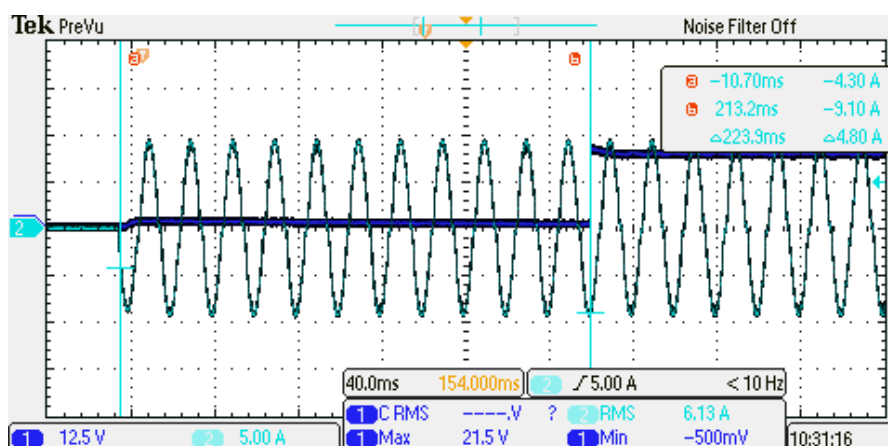 Tek PreVu Noise Filter Off
a T b
a −10.70ms −4.30 A
b 213.2ms −9.10 A
△223.9ms △4.80 A
2
40.0ms 154.000ms 2 5.00 A < 10 Hz
1 C RMS −−−−.V ? 2 RMS 6.13 A
1 12.5 V 2 5.00 A 1 Max 21.5 V 1 Min −500mV 10:31:16